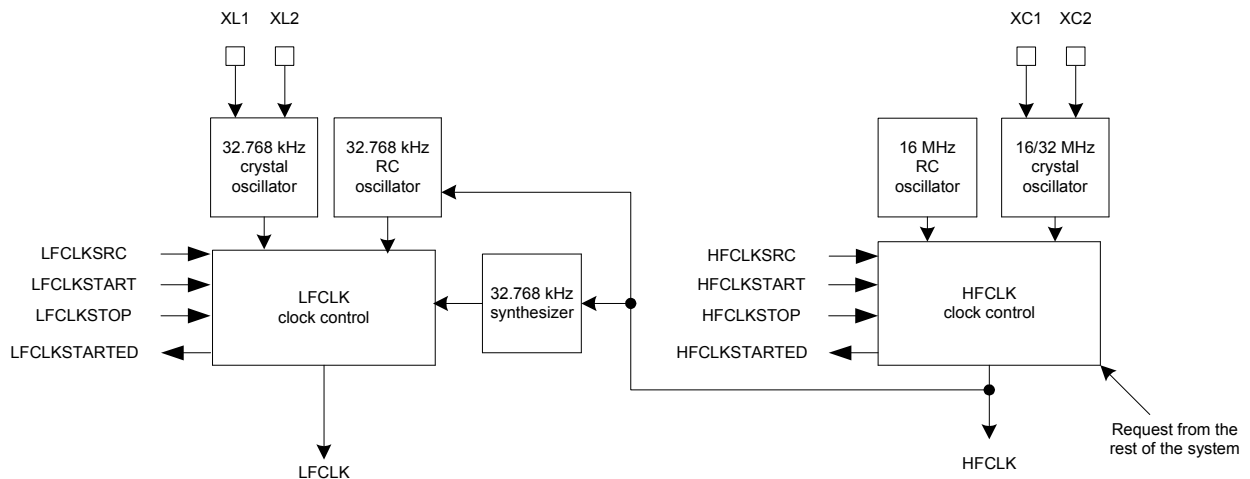 XL1
XL2
XC1
XC2
32.768 kHz
crystal
oscillator
32.768 kHz
RC
oscillator
16 MHz
RC
oscillator
16/32 MHz
crystal
oscillator
LFCLKSRC
LFCLKSTART
LFCLKSTOP
LFCLKSTARTED
LFCLK
clock control
32.768 kHz
synthesizer
HFCLKSRC
HFCLKSTART
HFCLKSTOP
HFCLKSTARTED
HFCLK
clock control
Request from the
rest of the system
LFCLK
HFCLK